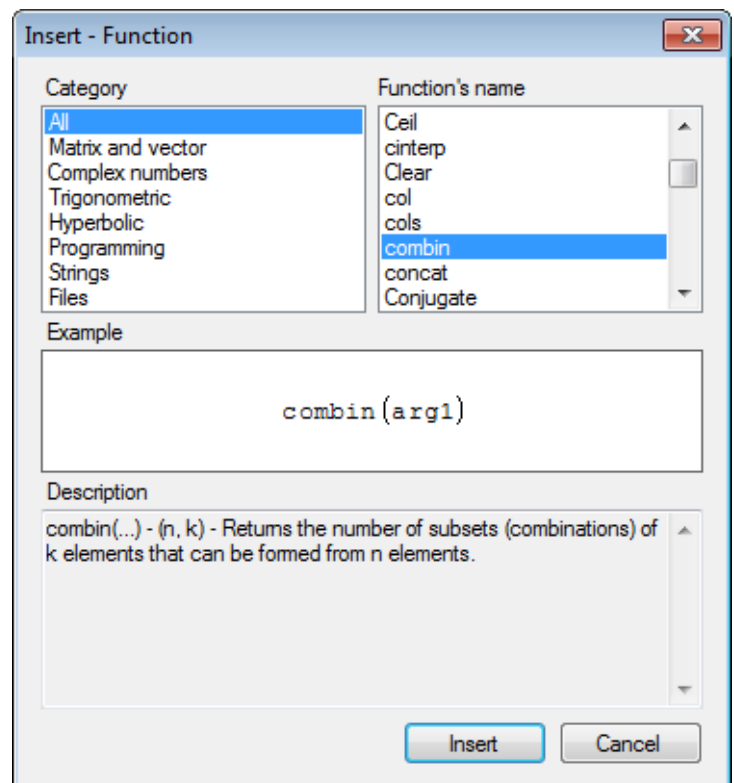 Insert - Function
Category
Function's name
All
Matrix and vector
Complex numbers
Trigonometric
Hyperbolic
Programming
Strings
Files
Ceil
cinterp
Clear
col
cols
combin
concat
Conjugate
Example
combin(arg1)
Description
combin(...) - (n, k) - Returns the number of subsets (combinations) of
k elements that can be formed from n elements.
Insert
Cancel